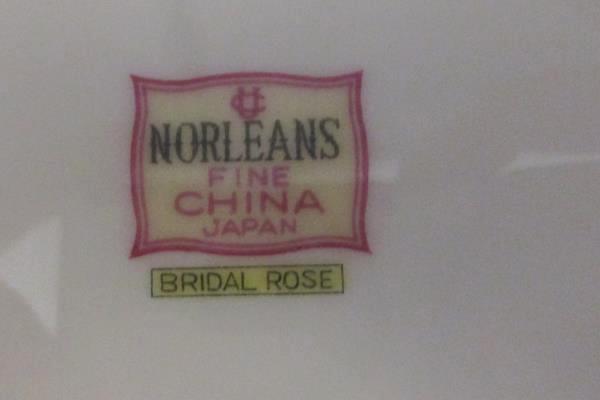 NORLEANS
FINE
CHINA
JAPAN
BRIDAL ROSE